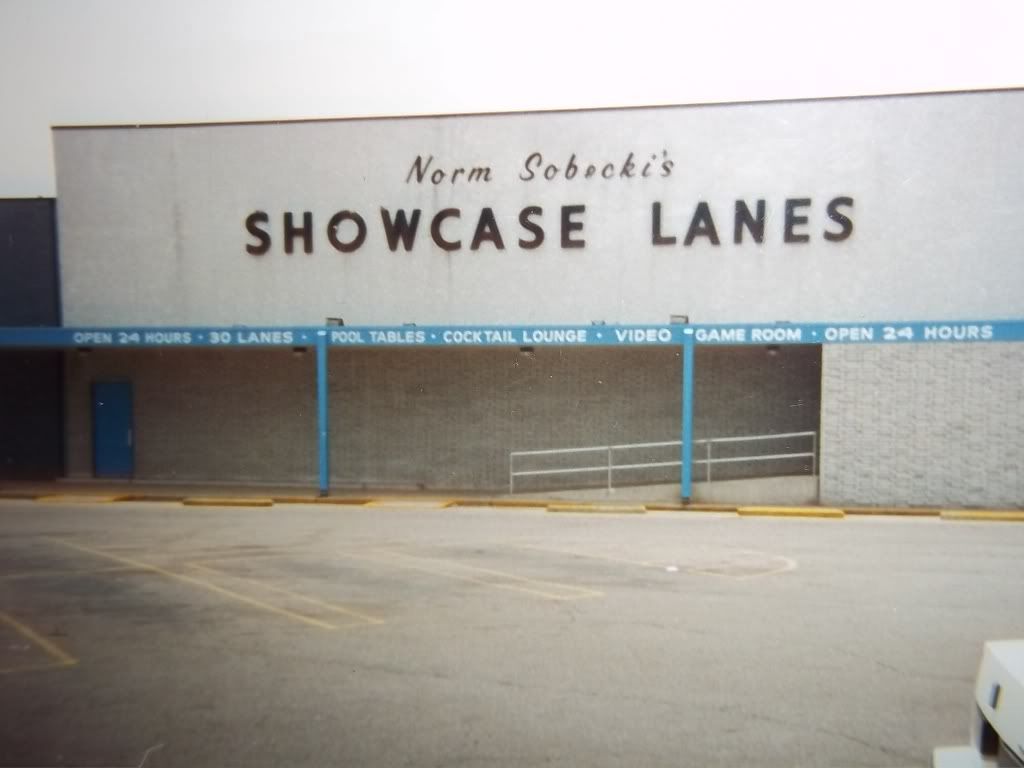 Norm Sobecki's
SHOWCASE LANES
OPEN 24 HOURS · 30 LANES · POOL TABLES · COCKTAIL LOUNGE · VIDEO GAME ROOM · OPEN 24 HOURS